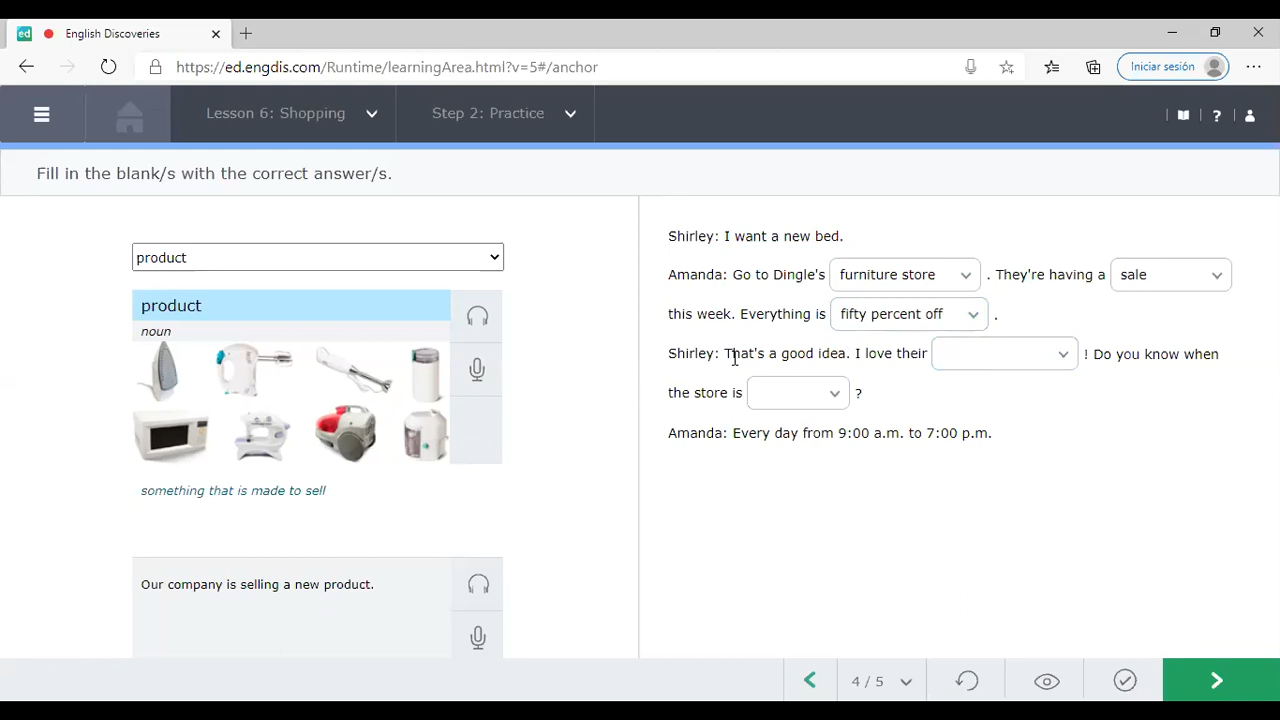 English Discoveries
https://ed.engdis.com/Runtime/learningArea.html?v=5#/anchor
Iniciar sesión
Lesson 6: Shopping
Step 2: Practice
Fill in the blank/s with the correct answer/s.
product
product
noun
something that is made to sell
Our company is selling a new product.
Shirley: I want a new bed.
Amanda: Go to Dingle's furniture store . They're having a sale
this week. Everything is fifty percent off .
Shirley: That's a good idea. I love their ! Do you know when
the store is ?
Amanda: Every day from 9:00 a.m. to 7:00 p.m.
4 / 5